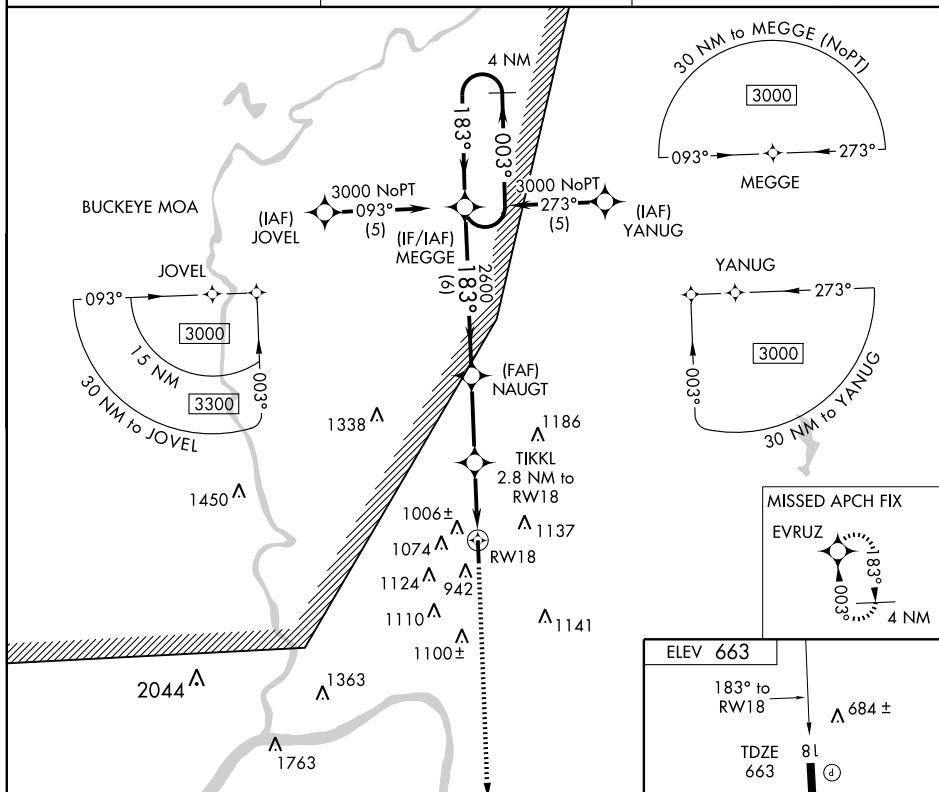 4 NM
183°
003°
30 NM to MEGGE (NoPT)
3000
093°
273°
MEGGE
BUCKEYE MOA
(IAF)
JOVEL
3000 NoPT
093°
(5)
(IF/IAF)
MEGGE
3000 NoPT
273°
(5)
(IAF)
YANUG
2600
183°
(6)
JOVEL
093°
3000
15 NM
3300
003°
30 NM to JOVEL
YANUG
273°
3000
003°
30 NM to YANUG
(FAF)
NAUGT
1338
1186
TIKKL
2.8 NM to
RW18
1450
1006±
1137
1074
RW18
1124
942
1110
1141
1100±
2044
1363
1763
MISSED APCH FIX
EVRUZ
183°
003°
4 NM
ELEV 663
183° to
RW18
684 ±
TDZE
663
18
P